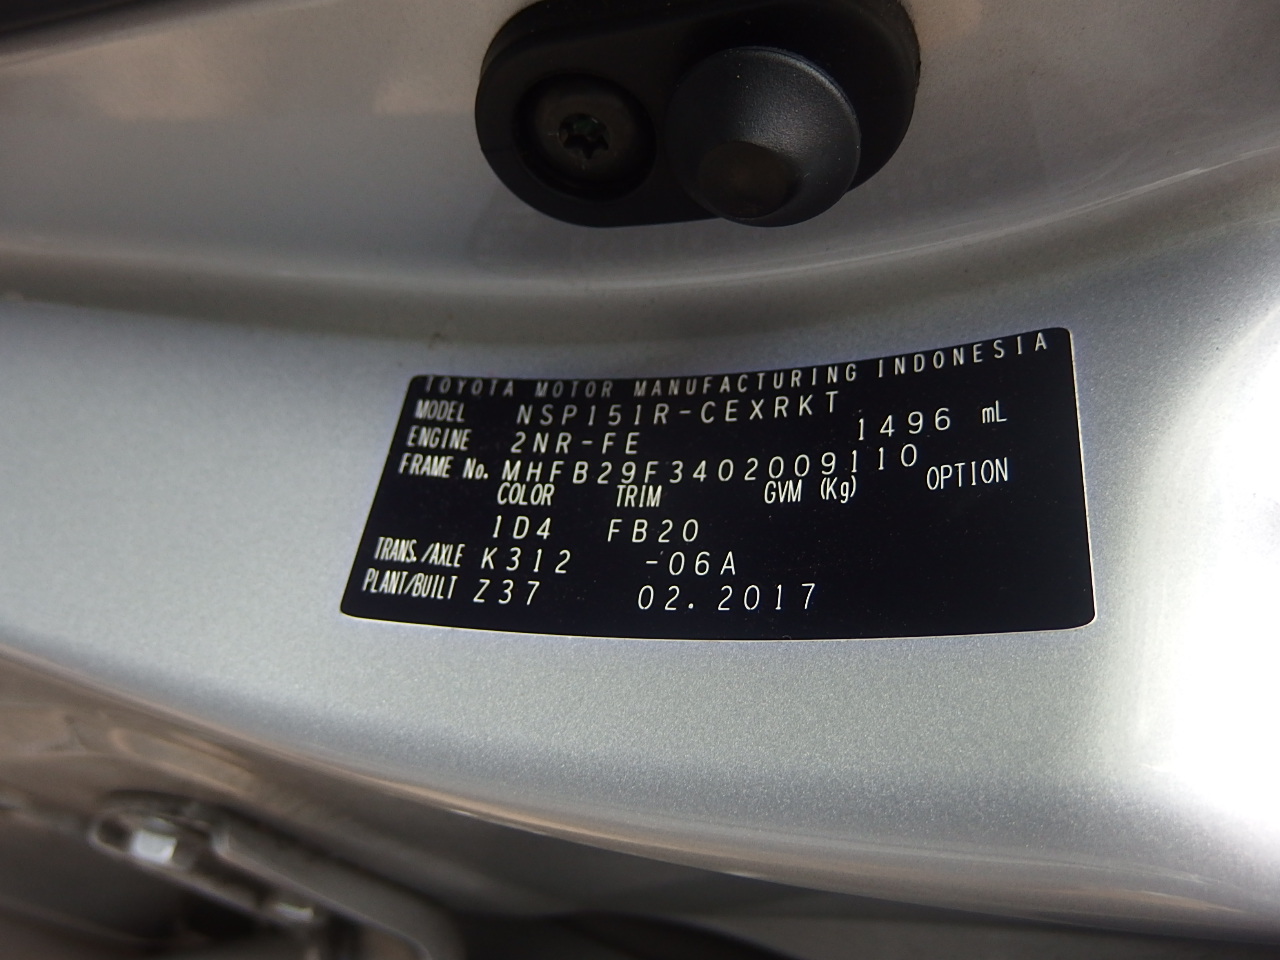 TOYOTA MOTOR MANUFACTURING INDONESIA
MODEL NSP151R-CEXRKT
ENGINE 2NR-FE 1496 mL
FRAME No. MHFB29F3402009110
COLOR TRIM GVM (Kg) OPTION
1D4 FB20
TRANS./AXLE K312 -06A
PLANT/BUILT Z37 02.2017